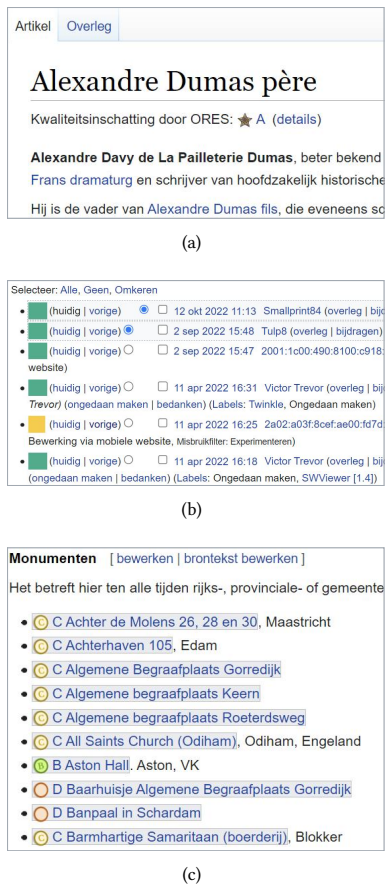 Artikel Overleg
Alexandre Dumas père
Kwaliteitsinschatting door ORES: A (details)
Alexandre Davy de La Pailleterie Dumas, beter bekend
Frans dramaturg en schrijver van hoofdzakelijk historische
Hij is de vader van Alexandre Dumas fils, die eveneens
(a)
Selecteer: Alle, Geen, Omkeren
(huidig | vorige) 12 okt 2022 11:13 Smallprint84 (overleg |
(huidig | vorige) 2 sep 2022 15:48 Tulp8 (overleg | bijdragen)
(huidig | vorige) 2 sep 2022 15:47 2001:1c00:490:8100:c918:
website)
(huidig | vorige) 11 apr 2022 16:31 Victor Trevor (overleg |
Trevor) (ongedaan maken | bedanken) (Labels: Twinkle, Ongedaan maken)
(huidig | vorige) 11 apr 2022 16:25 2a02:a03f:8cef:ae00:fd7d:
Bewerking via mobiele website, Misbruikfilter: Experimenteren)
(huidig | vorige) 11 apr 2022 16:18 Victor Trevor (overleg |
(ongedaan maken | bedanken) (Labels: Ongedaan maken, SWViewer [1.4])
(b)
Monumenten [ bewerken | brontekst bewerken ]
Het betreft hier ten alle tijden rijks-, provinciale- of gemeente
C C Achter de Molens 26, 28 en 30, Maastricht
C C Achterhaven 105, Edam
C C Algemene Begraafplaats Gorredijk
C C Algemene begraafplaats Keern
C C Algemene begraafplaats Roeterdsweg
C C All Saints Church (Odiham), Odiham, Engeland
B B Aston Hall. Aston, VK
D Baarhuisje Algemene Begraafplaats Gorredijk
D Banpaal in Schardam
C C Barmhartige Samaritaan (boerderij), Blokker
(c)